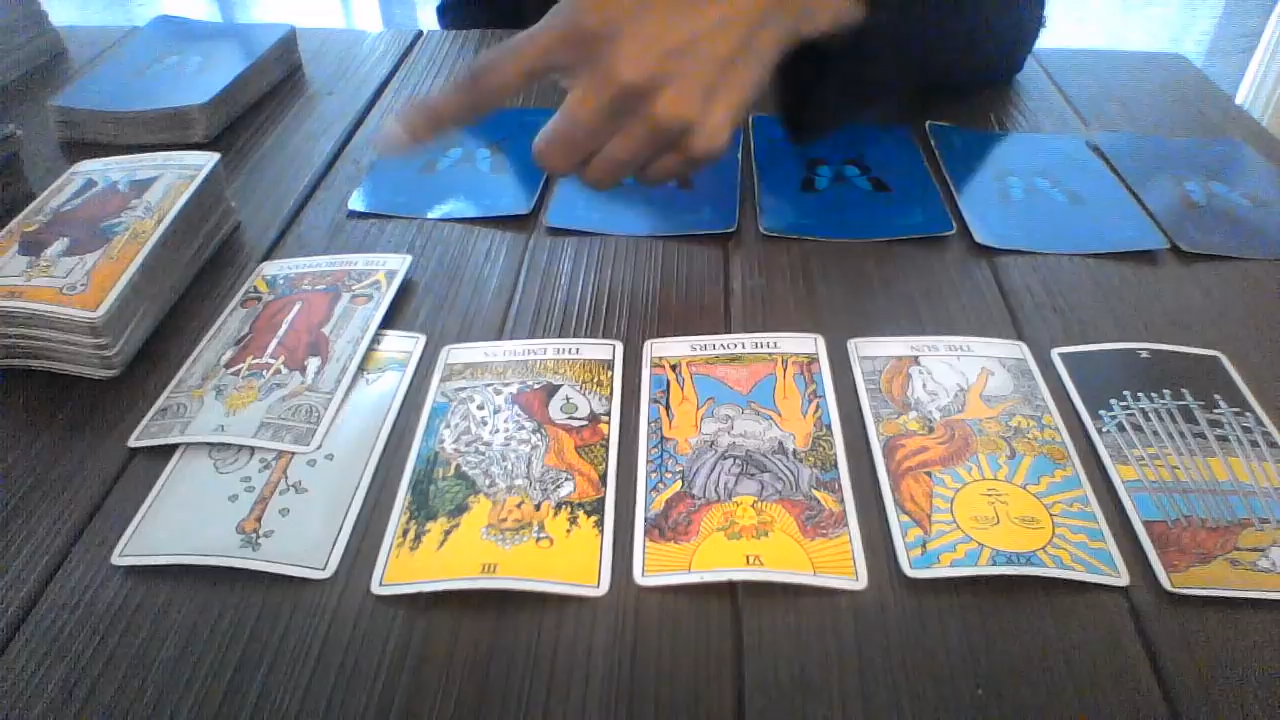 THE HIEROPHANT
V
THE EMPRESS
III
THE LOVERS
VI
THE SUN
XIX
X